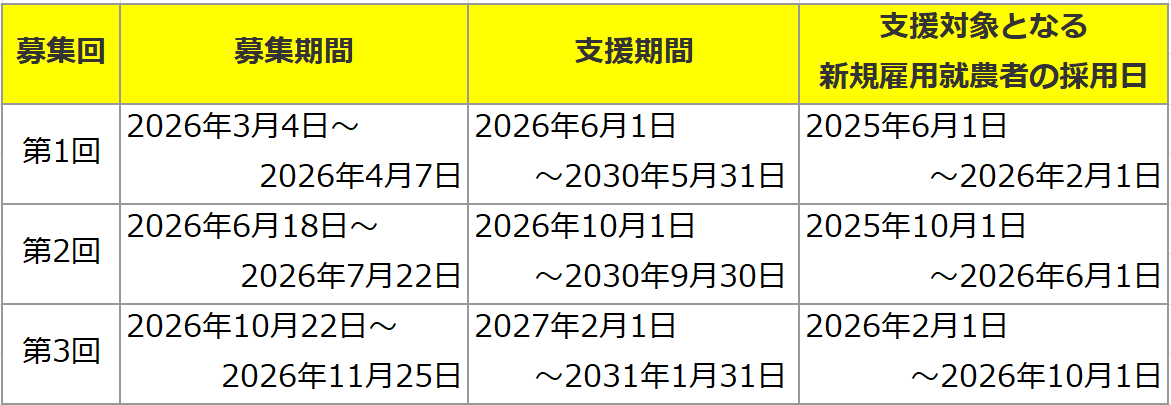 募集回
募集期間
支援期間
支援対象となる
新規雇用就農者の採用日
第1回
2026年3月4日～
2026年4月7日
2026年6月1日
～2030年5月31日
2025年6月1日
～2026年2月1日
第2回
2026年6月18日～
2026年7月22日
2026年10月1日
～2030年9月30日
2025年10月1日
～2026年6月1日
第3回
2026年10月22日～
2026年11月25日
2027年2月1日
～2031年1月31日
2026年2月1日
～2026年10月1日